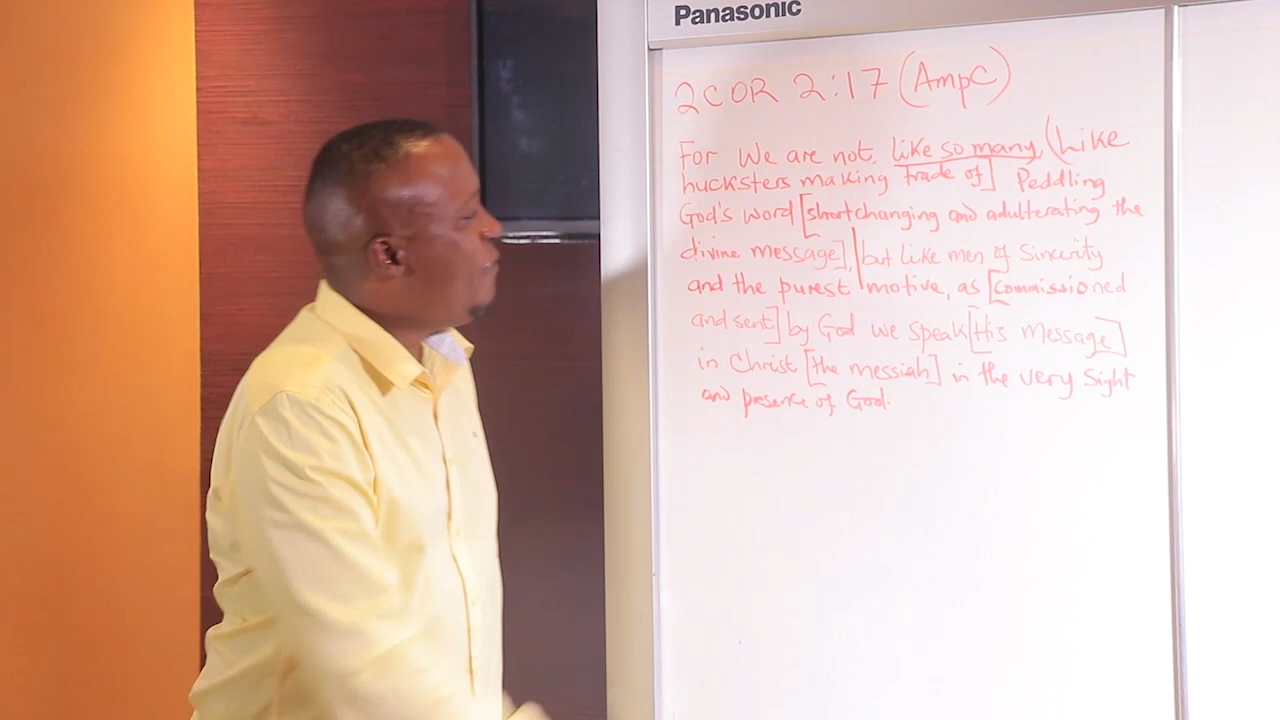 Panasonic
2COR 2:17 (AmpC)
For We are not, like so many, (Like
hucksters making trade of] Peddling
God's word [shortchanging and adulterating the
divine message], but like men of Sincerity
and the purest motive, as [commissioned
and sent] by God we speak [His message]
in Christ [the messiah] in the very Sight
and presence of God.